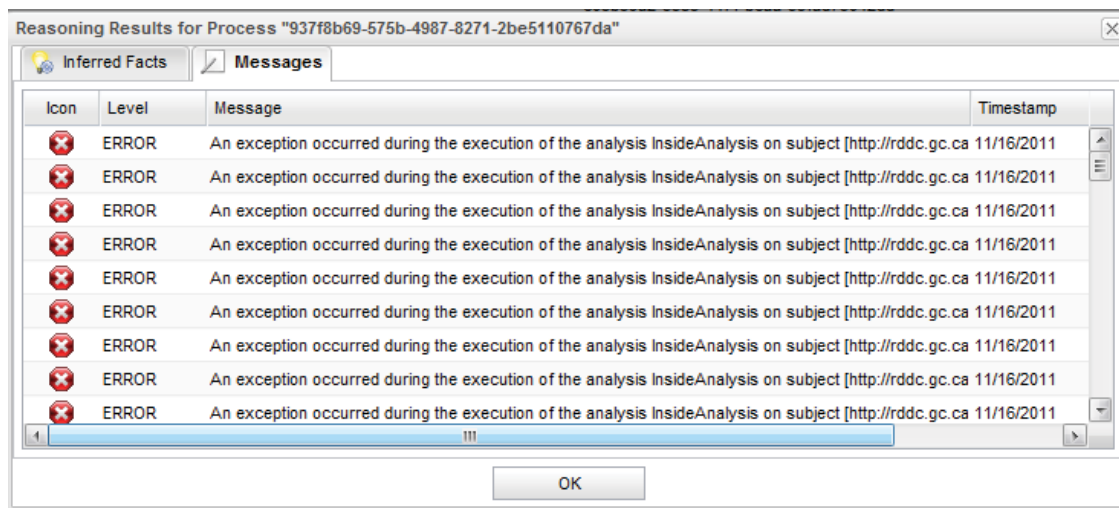 Reasoning Results for Process "937f8b69-575b-4987-8271-2be5110767da"
Inferred Facts Messages
Icon Level Message Timestamp
ERROR An exception occurred during the execution of the analysis InsideAnalysis on subject [http://rddc.gc.ca 11/16/2011
ERROR An exception occurred during the execution of the analysis InsideAnalysis on subject [http://rddc.gc.ca 11/16/2011
ERROR An exception occurred during the execution of the analysis InsideAnalysis on subject [http://rddc.gc.ca 11/16/2011
ERROR An exception occurred during the execution of the analysis InsideAnalysis on subject [http://rddc.gc.ca 11/16/2011
ERROR An exception occurred during the execution of the analysis InsideAnalysis on subject [http://rddc.gc.ca 11/16/2011
ERROR An exception occurred during the execution of the analysis InsideAnalysis on subject [http://rddc.gc.ca 11/16/2011
ERROR An exception occurred during the execution of the analysis InsideAnalysis on subject [http://rddc.gc.ca 11/16/2011
ERROR An exception occurred during the execution of the analysis InsideAnalysis on subject [http://rddc.gc.ca 11/16/2011
ERROR An exception occurred during the execution of the analysis InsideAnalysis on subject [http://rddc.gc.ca 11/16/2011
OK